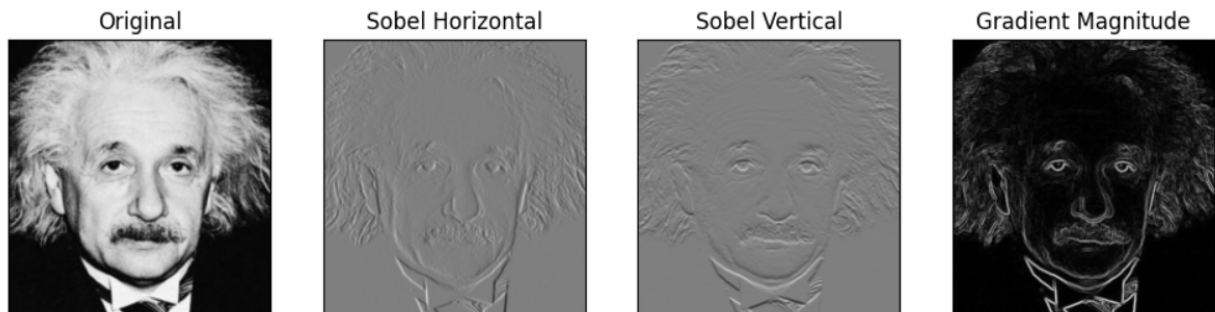 Original
Sobel Horizontal
Sobel Vertical
Gradient Magnitude